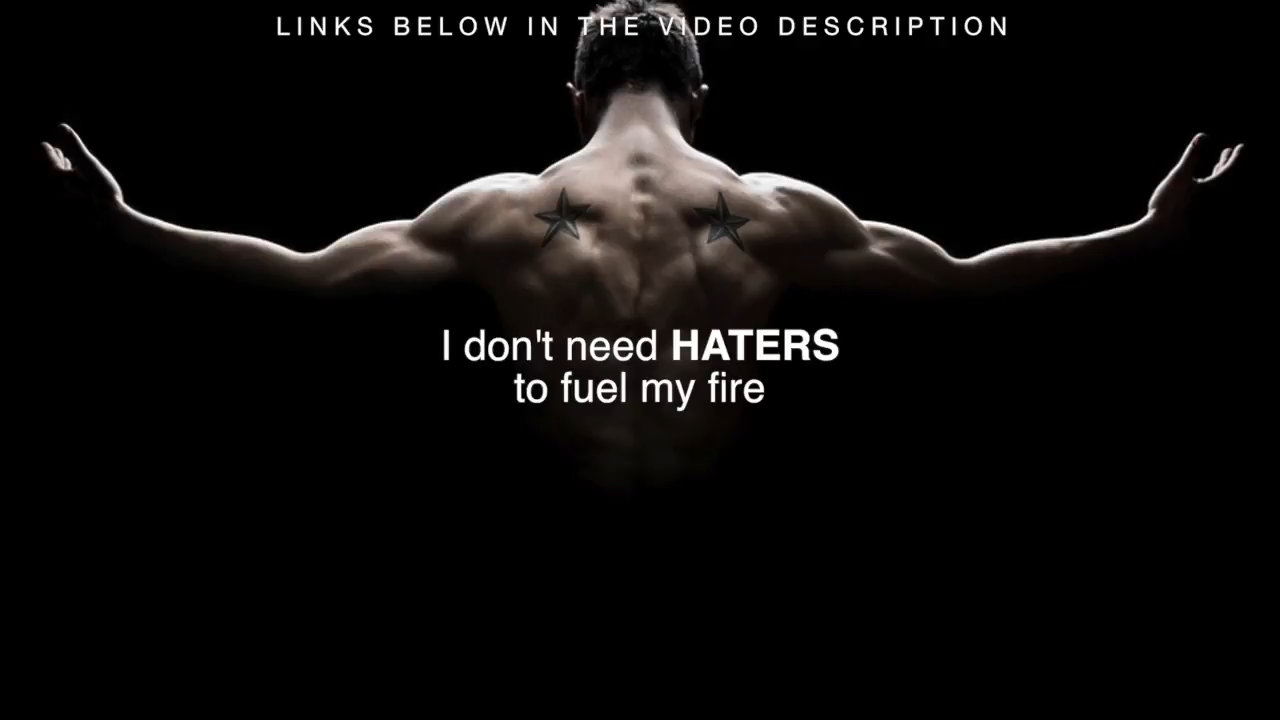 LINKS BELOW IN THE VIDEO DESCRIPTION
I don't need HATERS
to fuel my fire